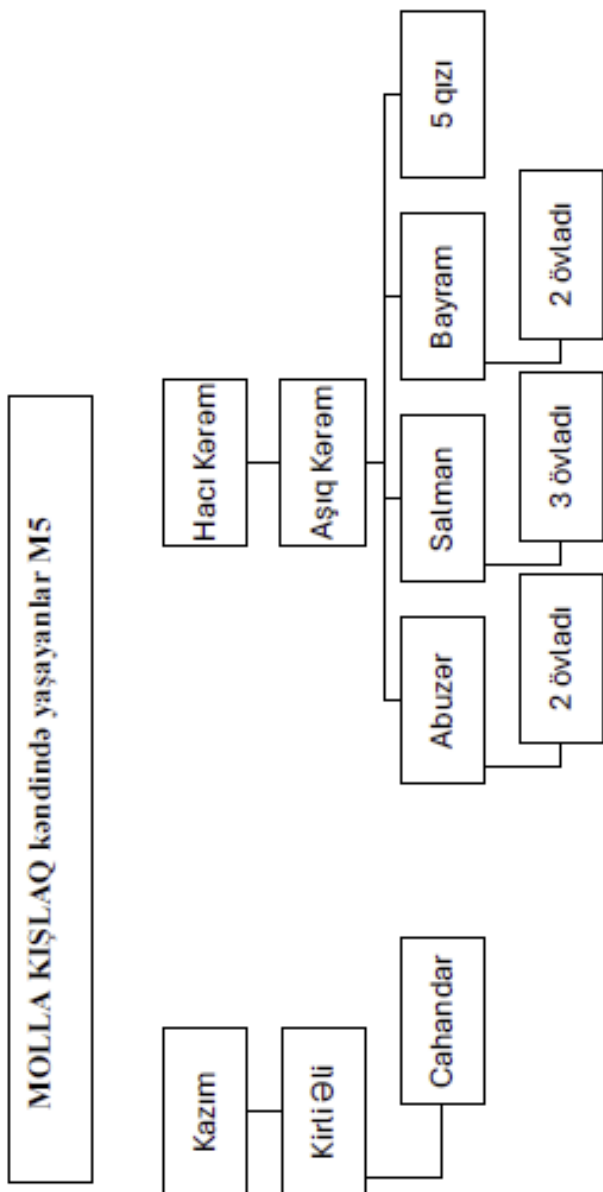 MOLLA KIŞLAQ kəndində yaşayanlar M5
Kazım
Hacı Kərəm
Kirli Əli
Aşıq Kərəm
Cahandar
Abuzər
Salman
Bayram
5 qızı
2 övladı
3 övladı
2 övladı